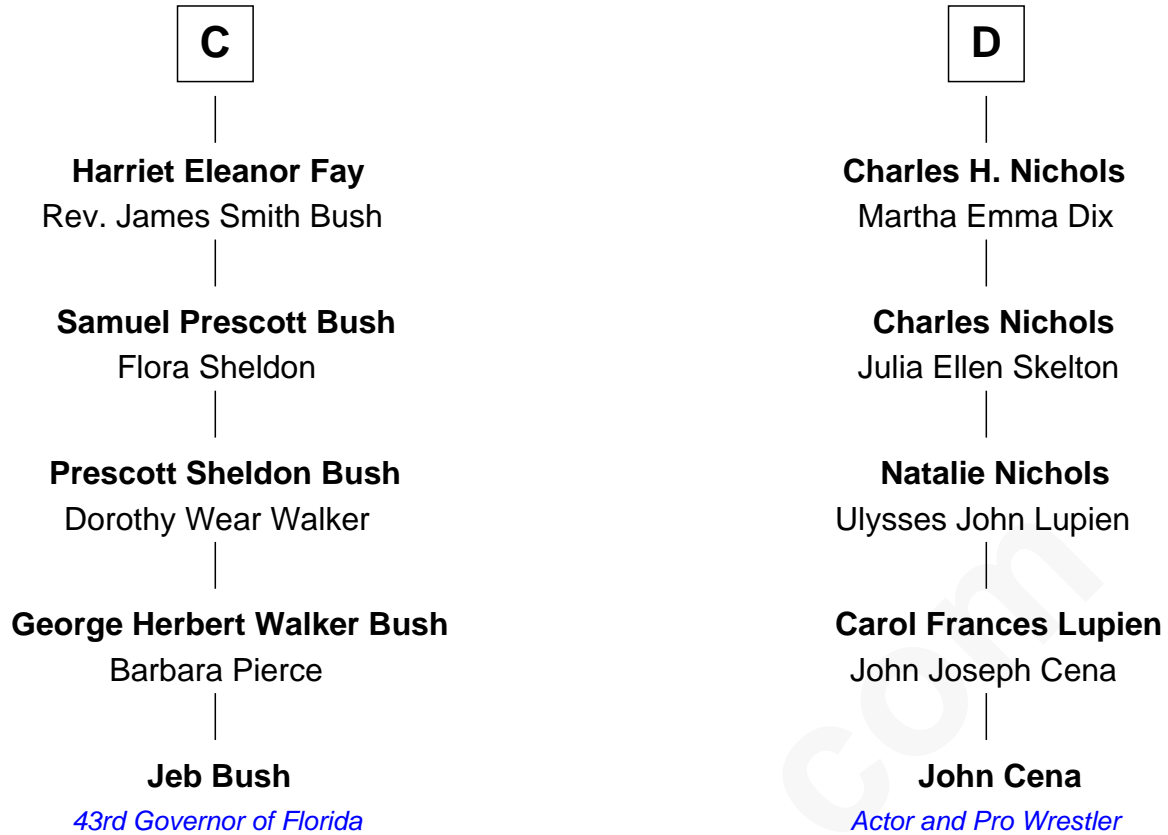 C
Harriet Eleanor Fay
Rev. James Smith Bush
Samuel Prescott Bush
Flora Sheldon
Prescott Sheldon Bush
Dorothy Wear Walker
George Herbert Walker Bush
Barbara Pierce
Jeb Bush
43rd Governor of Florida
D
Charles H. Nichols
Martha Emma Dix
Charles Nichols
Julia Ellen Skelton
Natalie Nichols
Ulysses John Lupien
Carol Frances Lupien
John Joseph Cena
John Cena
Actor and Pro Wrestler
com